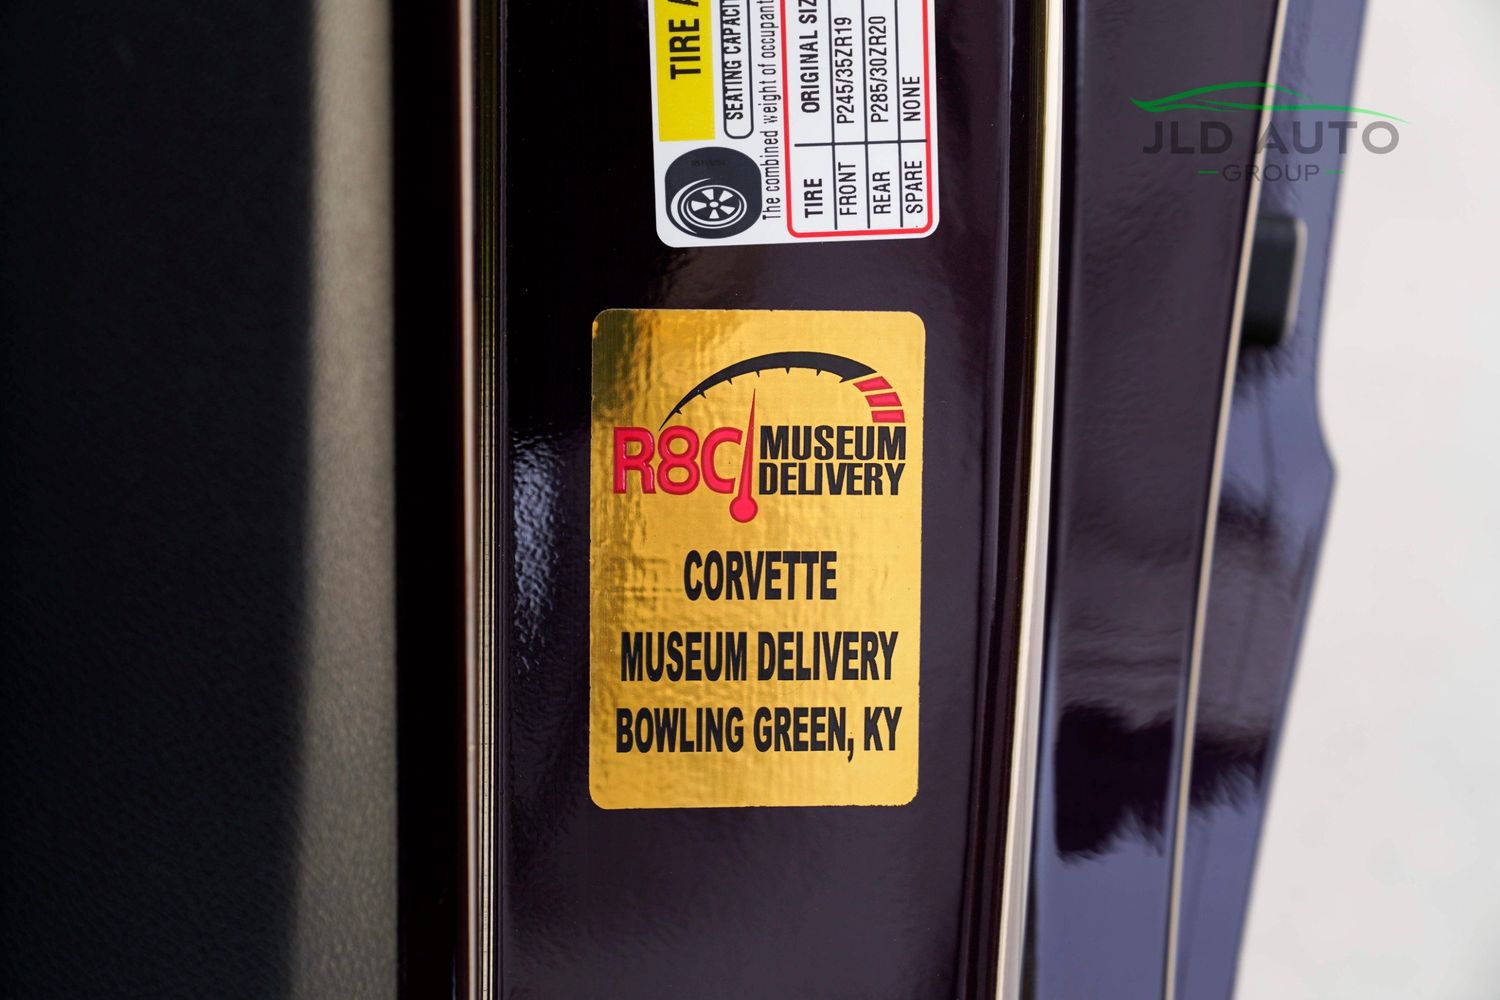 TIRE
SEATING CAPACI
The combined weight of occupant
TIRE ORIGINAL SIZ
FRONT P245/35ZR19
REAR P285/30ZR20
SPARE NONE
JLD AUTO
GROUP
R8C MUSEUM
DELIVERY
CORVETTE
MUSEUM DELIVERY
BOWLING GREEN, KY